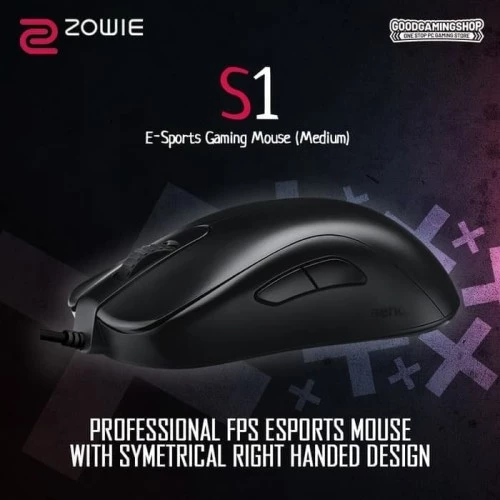 ZOWIE
GOODGAMINGSHOP
ONE STOP PC GAMING STORE
S1
E-Sports Gaming Mouse (Medium)
PROFESSIONAL FPS ESPORTS MOUSE
WITH SYMETRICAL RIGHT HANDED DESIGN